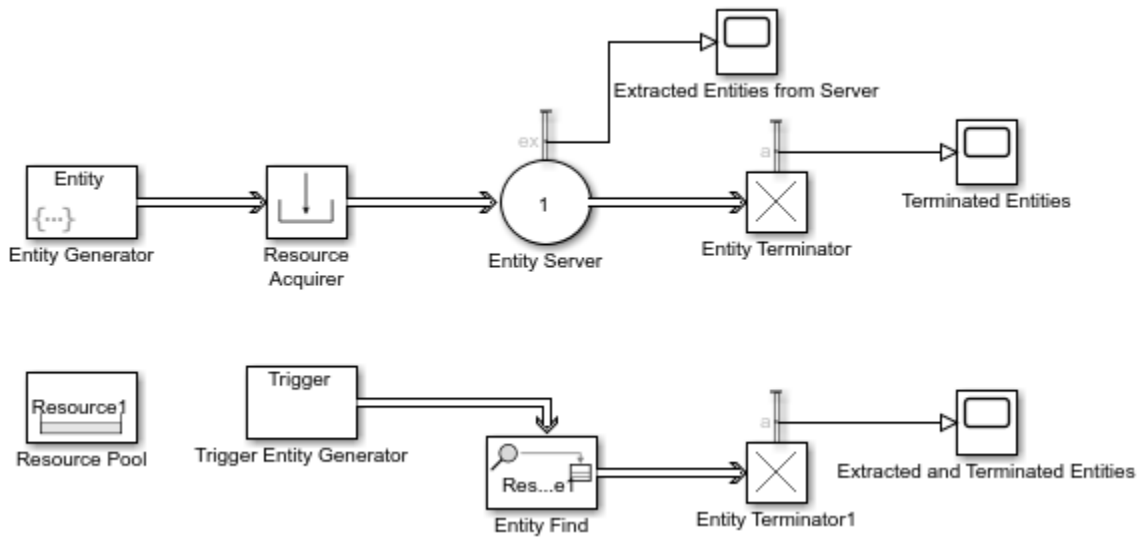 Extracted Entities from Server
ex
a
Terminated Entities
Entity
{...}
Entity Generator
Resource
Acquirer
1
Entity Server
Entity Terminator
Resource1
Resource Pool
Trigger
Trigger Entity Generator
Res...e1
Entity Find
a
Entity Terminator1
Extracted and Terminated Entities